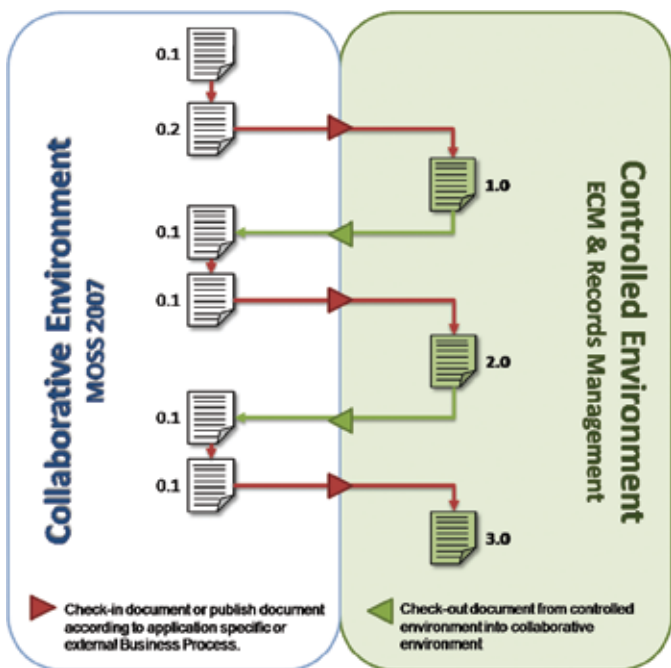 Collaborative Environment
MOSS 2007
0.1
0.2
0.1
0.1
0.1
0.1
1.0
2.0
3.0
Controlled Environment
ECM & Records Management
Check-in document or publish document
according to application specific or
external Business Process.
Check-out document from controlled
environment into collaborative
environment